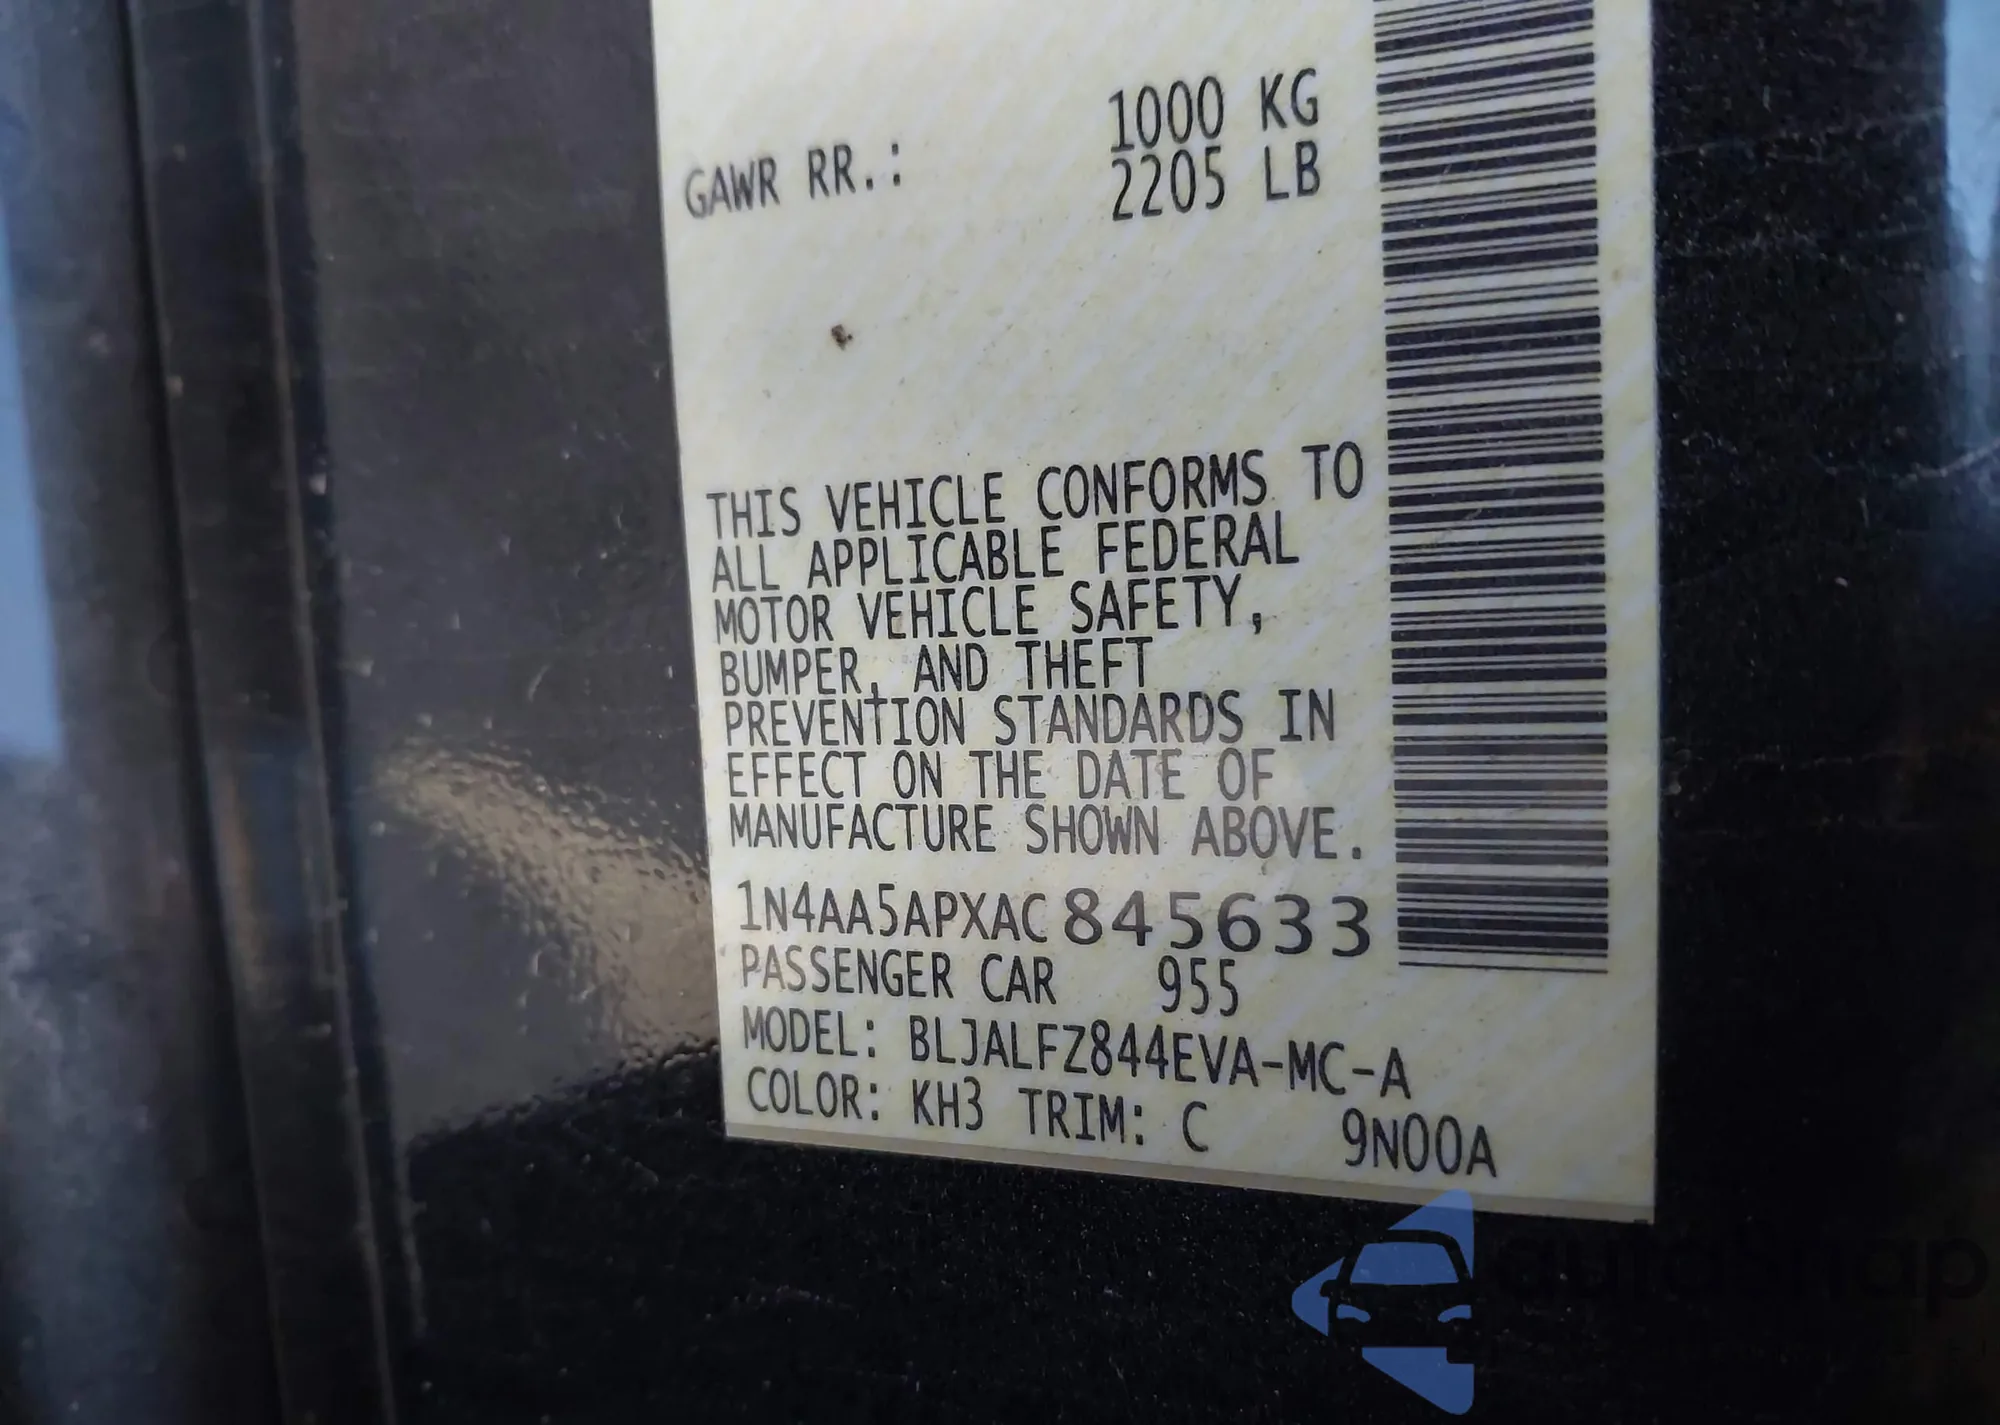 1000 KG
GAWR RR.: 2205 LB
THIS VEHICLE CONFORMS TO
ALL APPLICABLE FEDERAL
MOTOR VEHICLE SAFETY,
BUMPER, AND THEFT
PREVENTION STANDARDS IN
EFFECT ON THE DATE OF
MANUFACTURE SHOWN ABOVE.
1N4AA5APXAC845633
PASSENGER CAR 955
MODEL: BLJALFZ844EVA-MC-A
COLOR: KH3 TRIM: C 9N00A